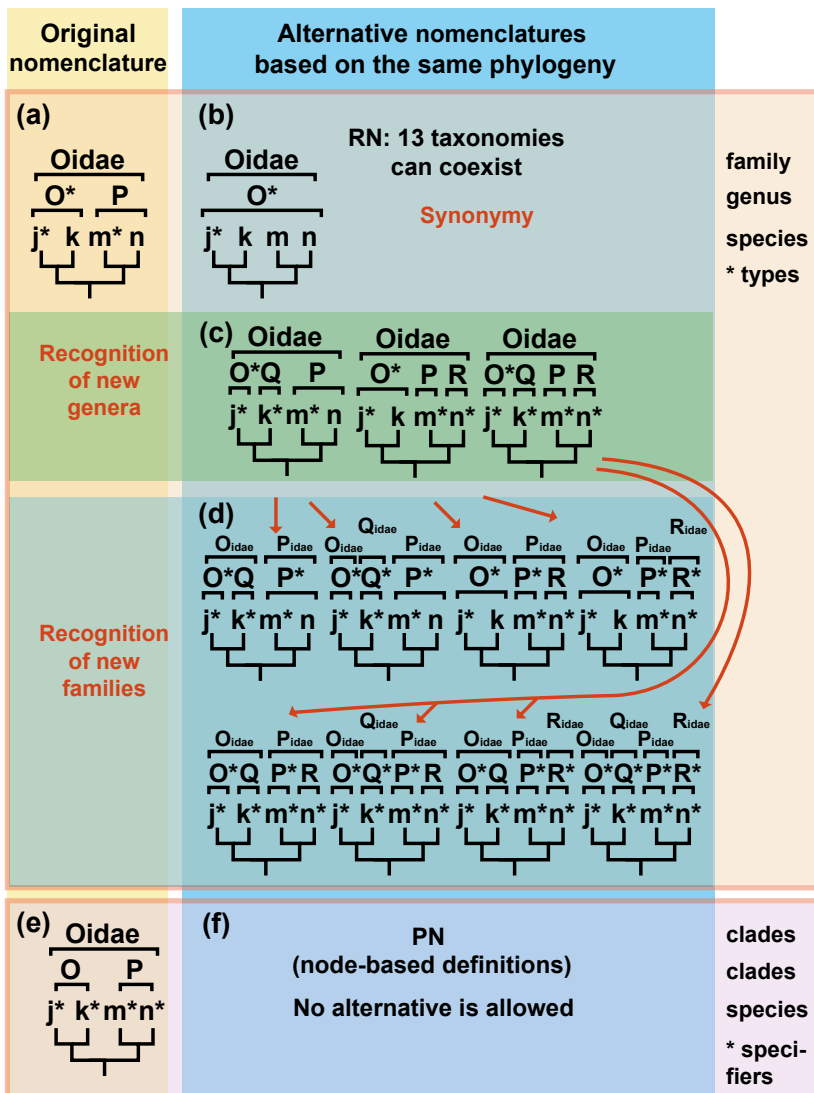 Original
nomenclature
Alternative nomenclatures
based on the same phylogeny
(a)
Oidae
O* P
j* k m* n
(b)
Oidae
O*
j* k m n
RN: 13 taxonomies
can coexist
Synonymy
family
genus
species
* types
Recognition
of new
genera
(c)
Oidae Oidae Oidae
O* Q P O* P R O* Q P R
j* k* m* n j* k m* n* j* k* m* n*
Recognition
of new
families
(d)
Qidae Ridae
Oidae Pidae Oidae Pidae Oidae Pidae Oidae Pidae
O* Q P* O* Q* P* O* P* R O* P* R*
j* k* m* n j* k* m* n j* k m* n* j* k m* n*
Qidae Ridae Qidae Ridae
Oidae Pidae Oidae Pidae Oidae Pidae Oidae Pidae
O* Q P* R O* Q* P* R O* Q P* R* O* Q* P* R*
j* k* m* n* j* k* m* n* j* k* m* n* j* k* m* n*
(e)
Oidae
O P
j* k* m* n*
(f)
PN
(node-based definitions)
No alternative is allowed
clades
clades
species
* speci-
fiers